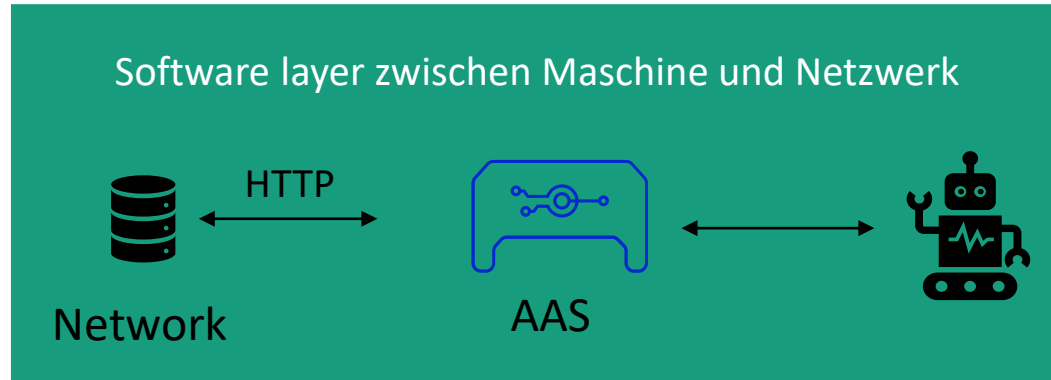 Software layer zwischen Maschine und Netzwerk
HTTP
Network
AAS